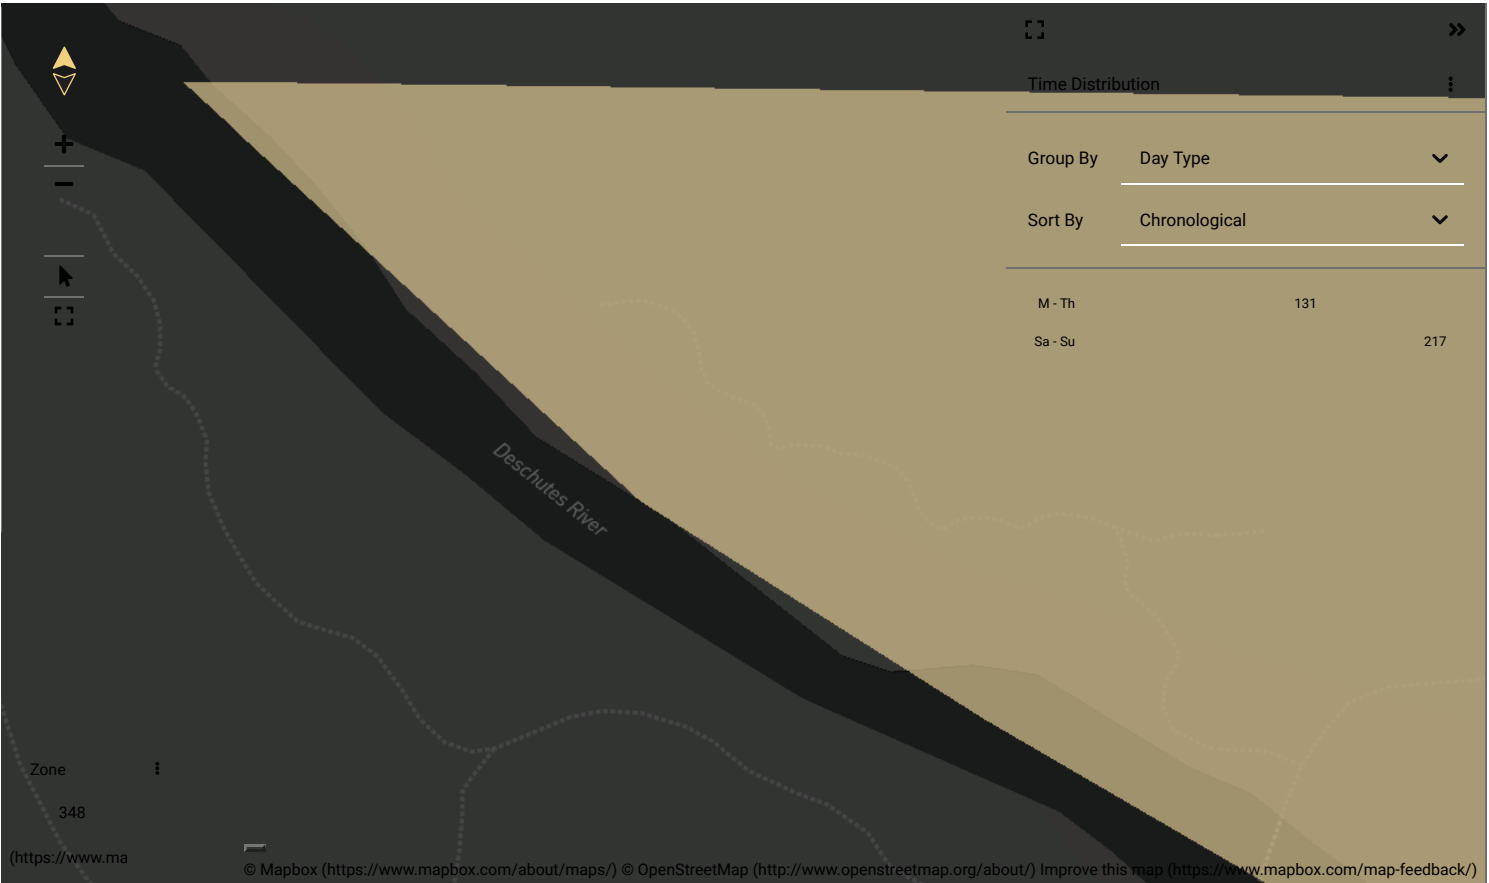 Time Distribution
Group By Day Type
Sort By Chronological
M - Th 131
Sa - Su 217
Deschutes River
Zone
348
(https://www.ma
© Mapbox (https://www.mapbox.com/about/maps/) © OpenStreetMap (http://www.openstreetmap.org/about/) Improve this map (https://www.mapbox.com/map-feedback/)